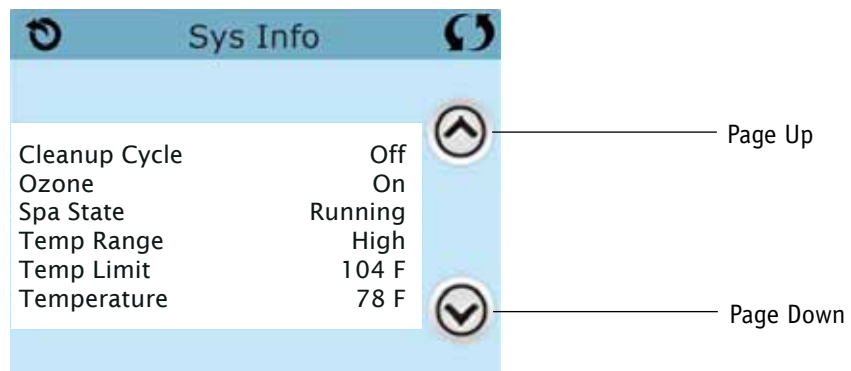 Sys Info
Page Up
Cleanup Cycle Off
Ozone On
Spa State Running
Temp Range High
Temp Limit 104 F
Temperature 78 F
Page Down